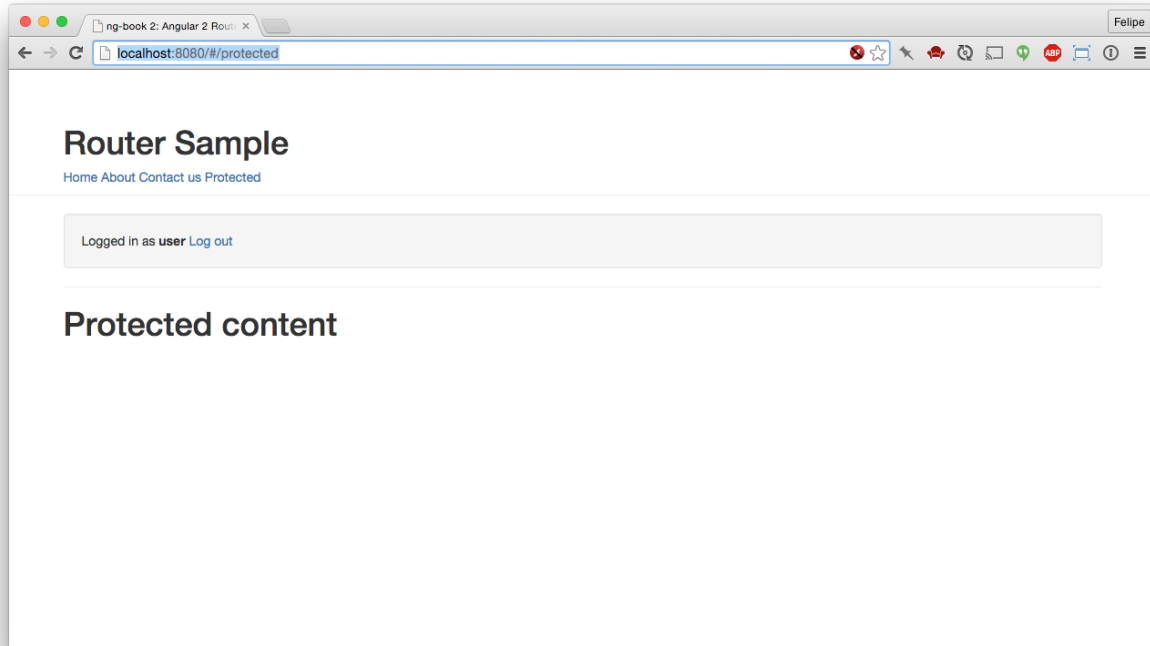 ng-book 2: Angular 2 Rout
Felipe
localhost:8080/#/protected
ABP
Router Sample
Home About Contact us Protected
Logged in as user Log out
Protected content